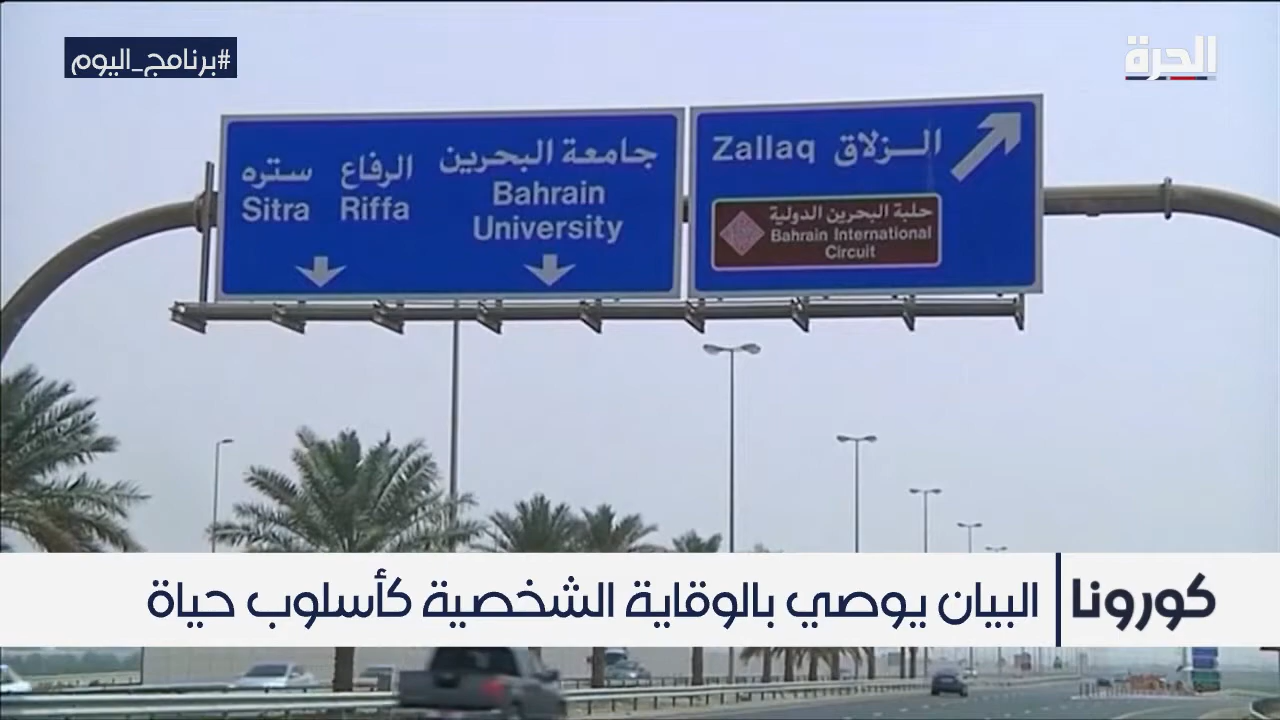 #برنامج_اليوم
الحرة
جامعة البحرين
Bahrain
University
الرفاع
Riffa
ستره
Sitra
الزلاق Zallaq
حلبة البحرين الدولية
Bahrain International
Circuit
كورونا
البيان يوصي بالوقاية الشخصية كأسلوب حياة